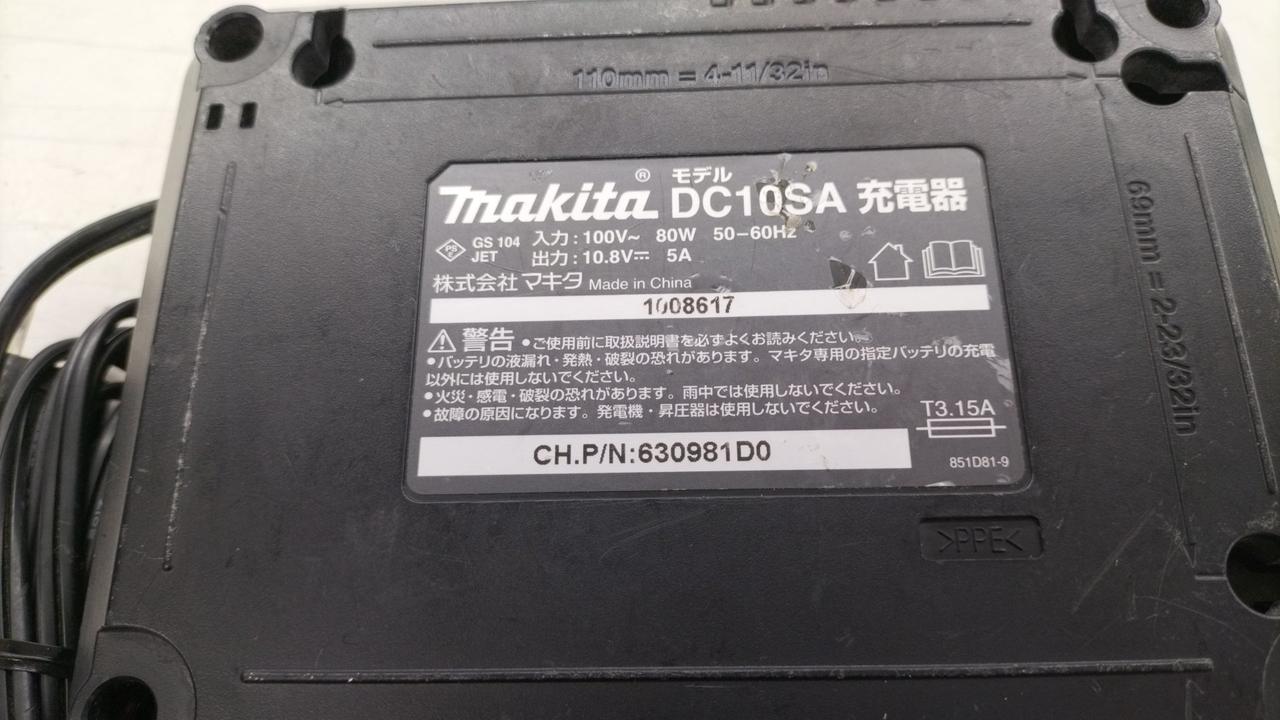 110mm = 4-11/32in
69mm = 2-23/32in
makita® モデル DC10SA 充電器
PS E GS 104 JET
入力 : 100V~ 80W 50-60Hz
出力 : 10.8V⎓ 5A
株式会社 マキタ Made in China
1008617
⚠警告 ●ご使用前に取扱説明書を必ずよくお読みください。
●バッテリの液漏れ・発熱・破裂の恐れがあります。マキタ専用の指定バッテリの充電
以外には使用しないでください。
●火災・感電・破裂の恐れがあります。雨中では使用しないでください。
●故障の原因になります。発電機・昇圧器は使用しないでください。
T3.15A
CH.P/N:630981D0
851D81-9
>PPE<